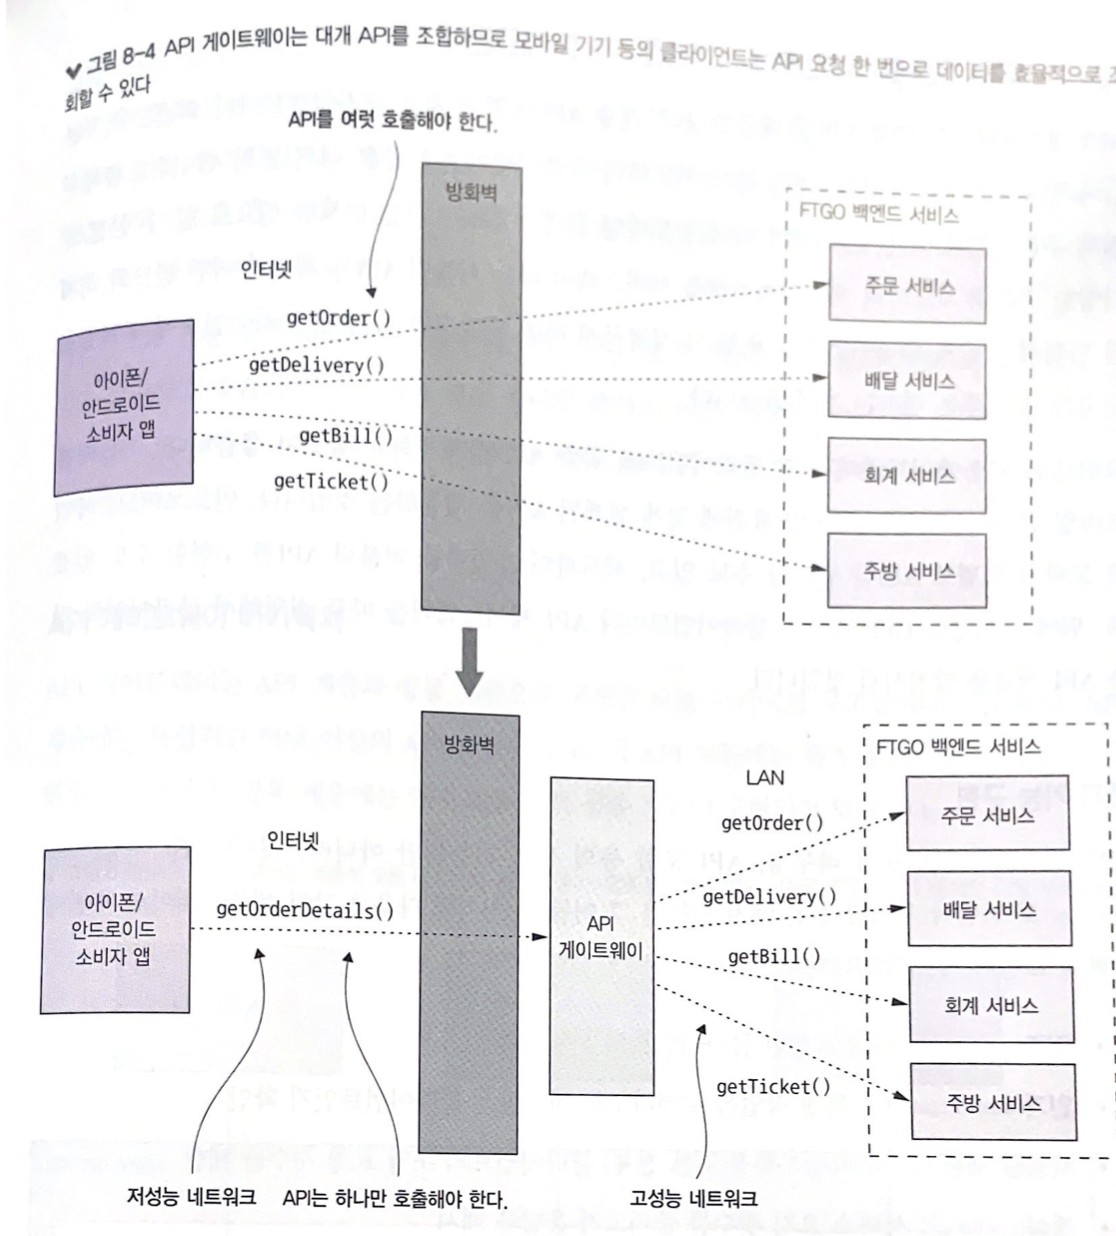 그림 8-4 API 게이트웨이는 대개 API를 조합하므로 모바일 기기 등의 클라이언트는 API 요청 한 번으로 데이터를 효율적으로 조
회할 수 있다
API를 여럿 호출해야 한다.
방화벽
FTGO 백엔드 서비스
인터넷
주문 서비스
getOrder()
getDelivery()
배달 서비스
아이폰/
안드로이드
소비자 앱
getBill()
회계 서비스
getTicket()
주방 서비스
방화벽
FTGO 백엔드 서비스
LAN
인터넷
getOrder()
주문 서비스
아이폰/
안드로이드
소비자 앱
getOrderDetails()
API
게이트웨이
getDelivery()
배달 서비스
getBill()
회계 서비스
getTicket()
주방 서비스
저성능 네트워크
API는 하나만 호출해야 한다.
고성능 네트워크